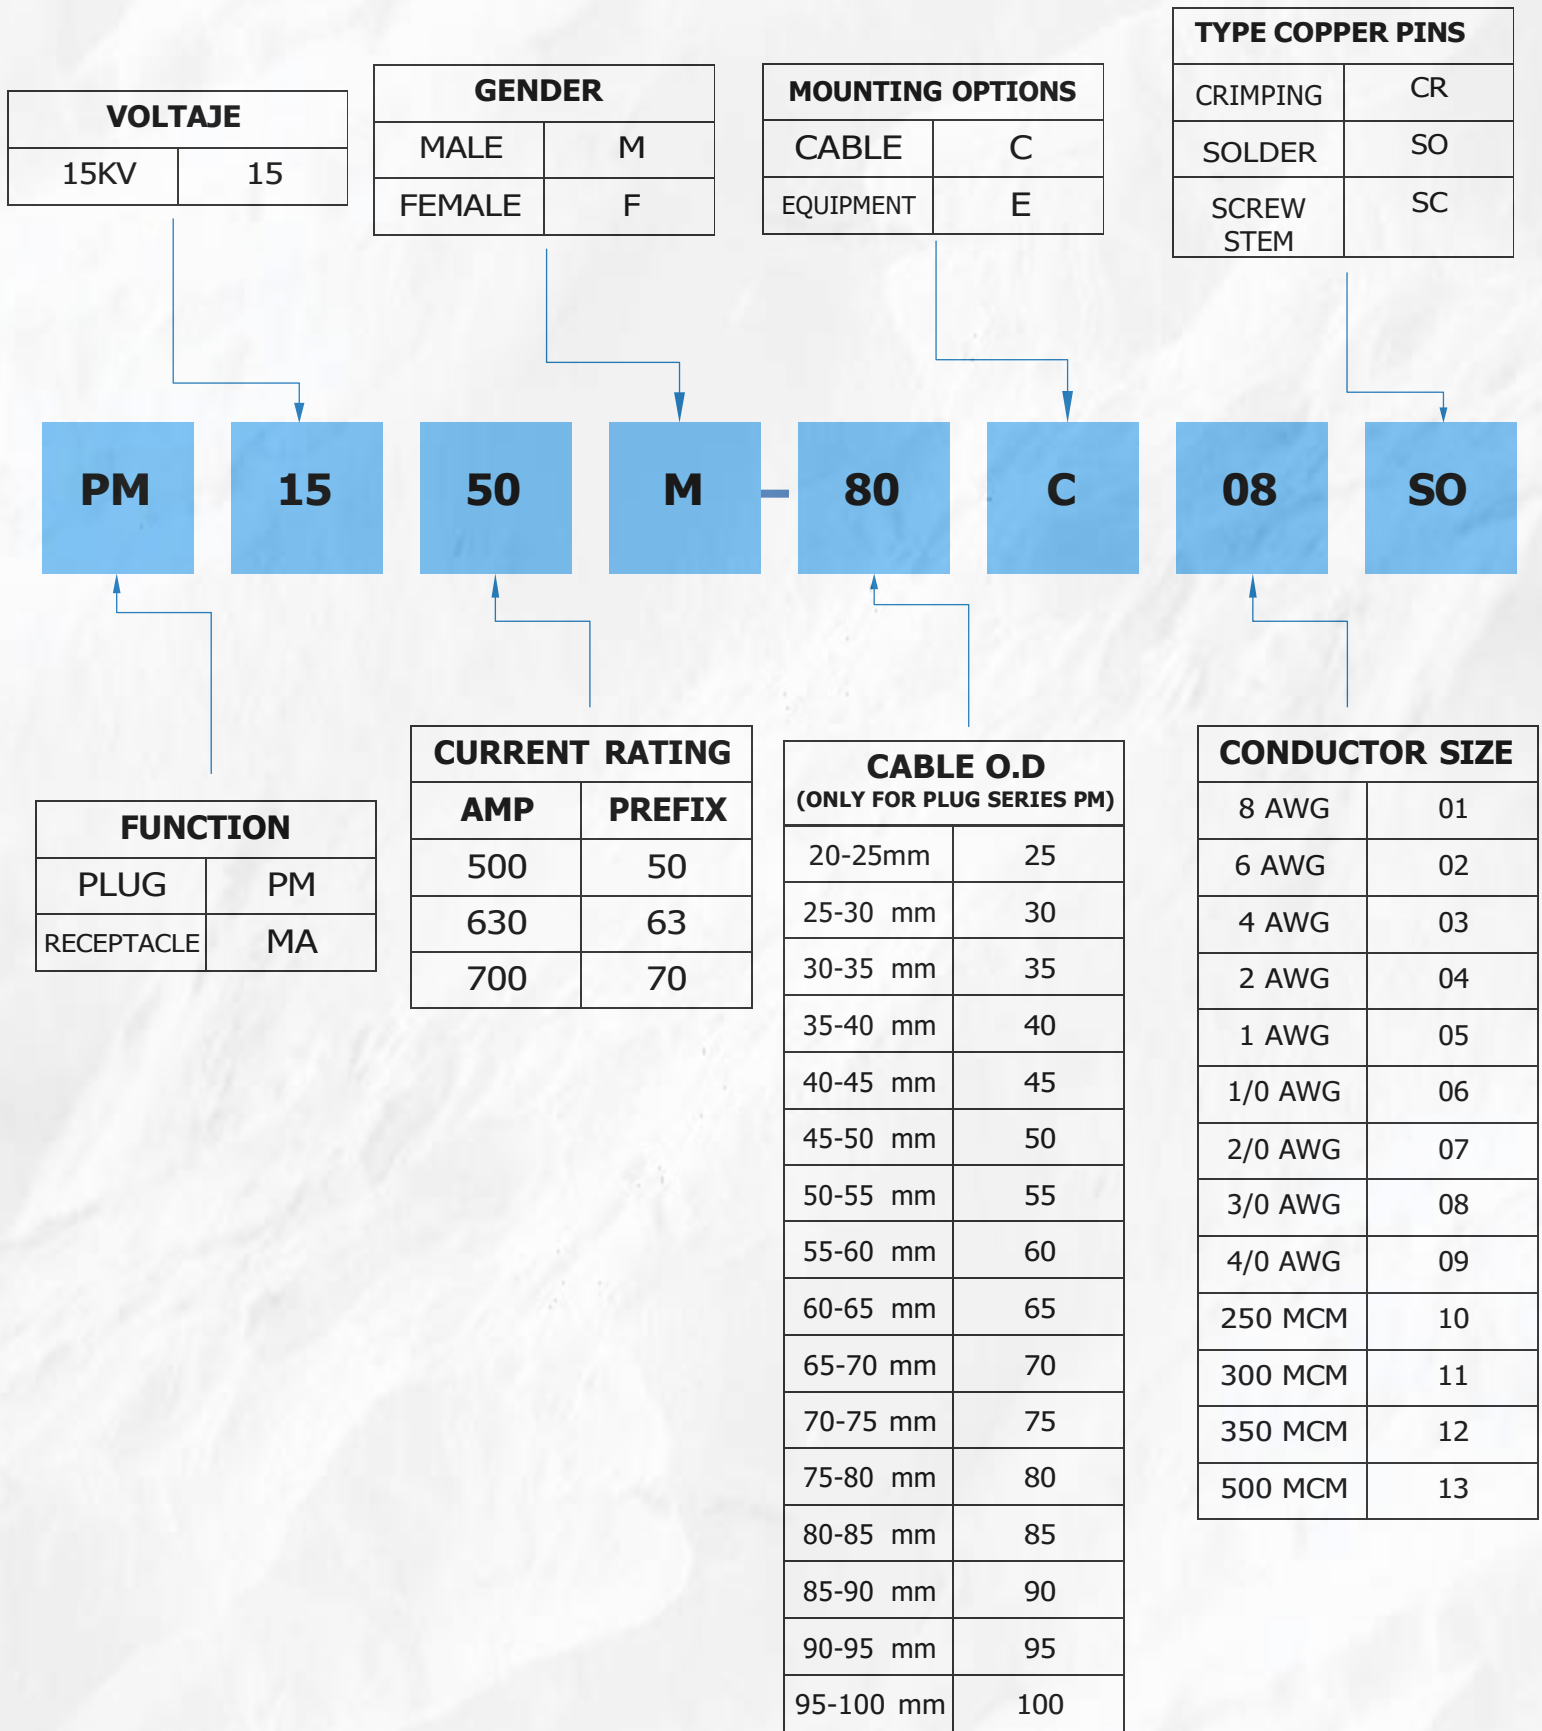 TYPE COPPER PINS
CRIMPING CR
SOLDER SO
SCREW SC
STEM
MOUNTING OPTIONS
CABLE C
EQUIPMENT E
GENDER
MALE M
FEMALE F
VOLTAJE
15KV 15
PM 15 50 M - 80 C 08 SO
FUNCTION
PLUG PM
RECEPTACLE MA
CURRENT RATING
AMP PREFIX
500 50
630 63
700 70
CABLE O.D
(ONLY FOR PLUG SERIES PM)
20-25mm 25
25-30 mm 30
30-35 mm 35
35-40 mm 40
40-45 mm 45
45-50 mm 50
50-55 mm 55
55-60 mm 60
60-65 mm 65
65-70 mm 70
70-75 mm 75
75-80 mm 80
80-85 mm 85
85-90 mm 90
90-95 mm 95
95-100 mm 100
CONDUCTOR SIZE
8 AWG 01
6 AWG 02
4 AWG 03
2 AWG 04
1 AWG 05
1/0 AWG 06
2/0 AWG 07
3/0 AWG 08
4/0 AWG 09
250 MCM 10
300 MCM 11
350 MCM 12
500 MCM 13